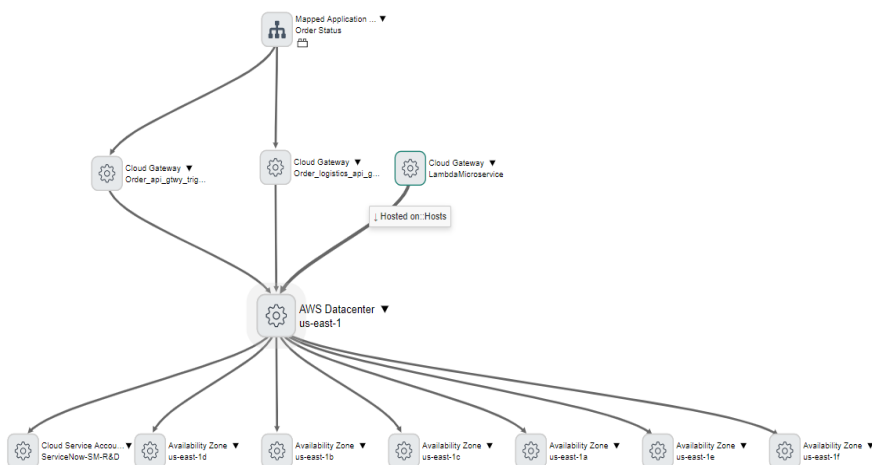 Mapped Application ... ▼
Order Status
Cloud Gateway ▼
Order_api_gtwy_trig...
Cloud Gateway ▼
Order_logistics_api_g...
Cloud Gateway ▼
LambdaMicroservice
↓ Hosted on::Hosts
AWS Datacenter ▼
us-east-1
Cloud Service Accou... ▼
ServiceNow-SM-R&D
Availability Zone ▼
us-east-1d
Availability Zone ▼
us-east-1b
Availability Zone ▼
us-east-1c
Availability Zone ▼
us-east-1a
Availability Zone ▼
us-east-1e
Availability Zone ▼
us-east-1f